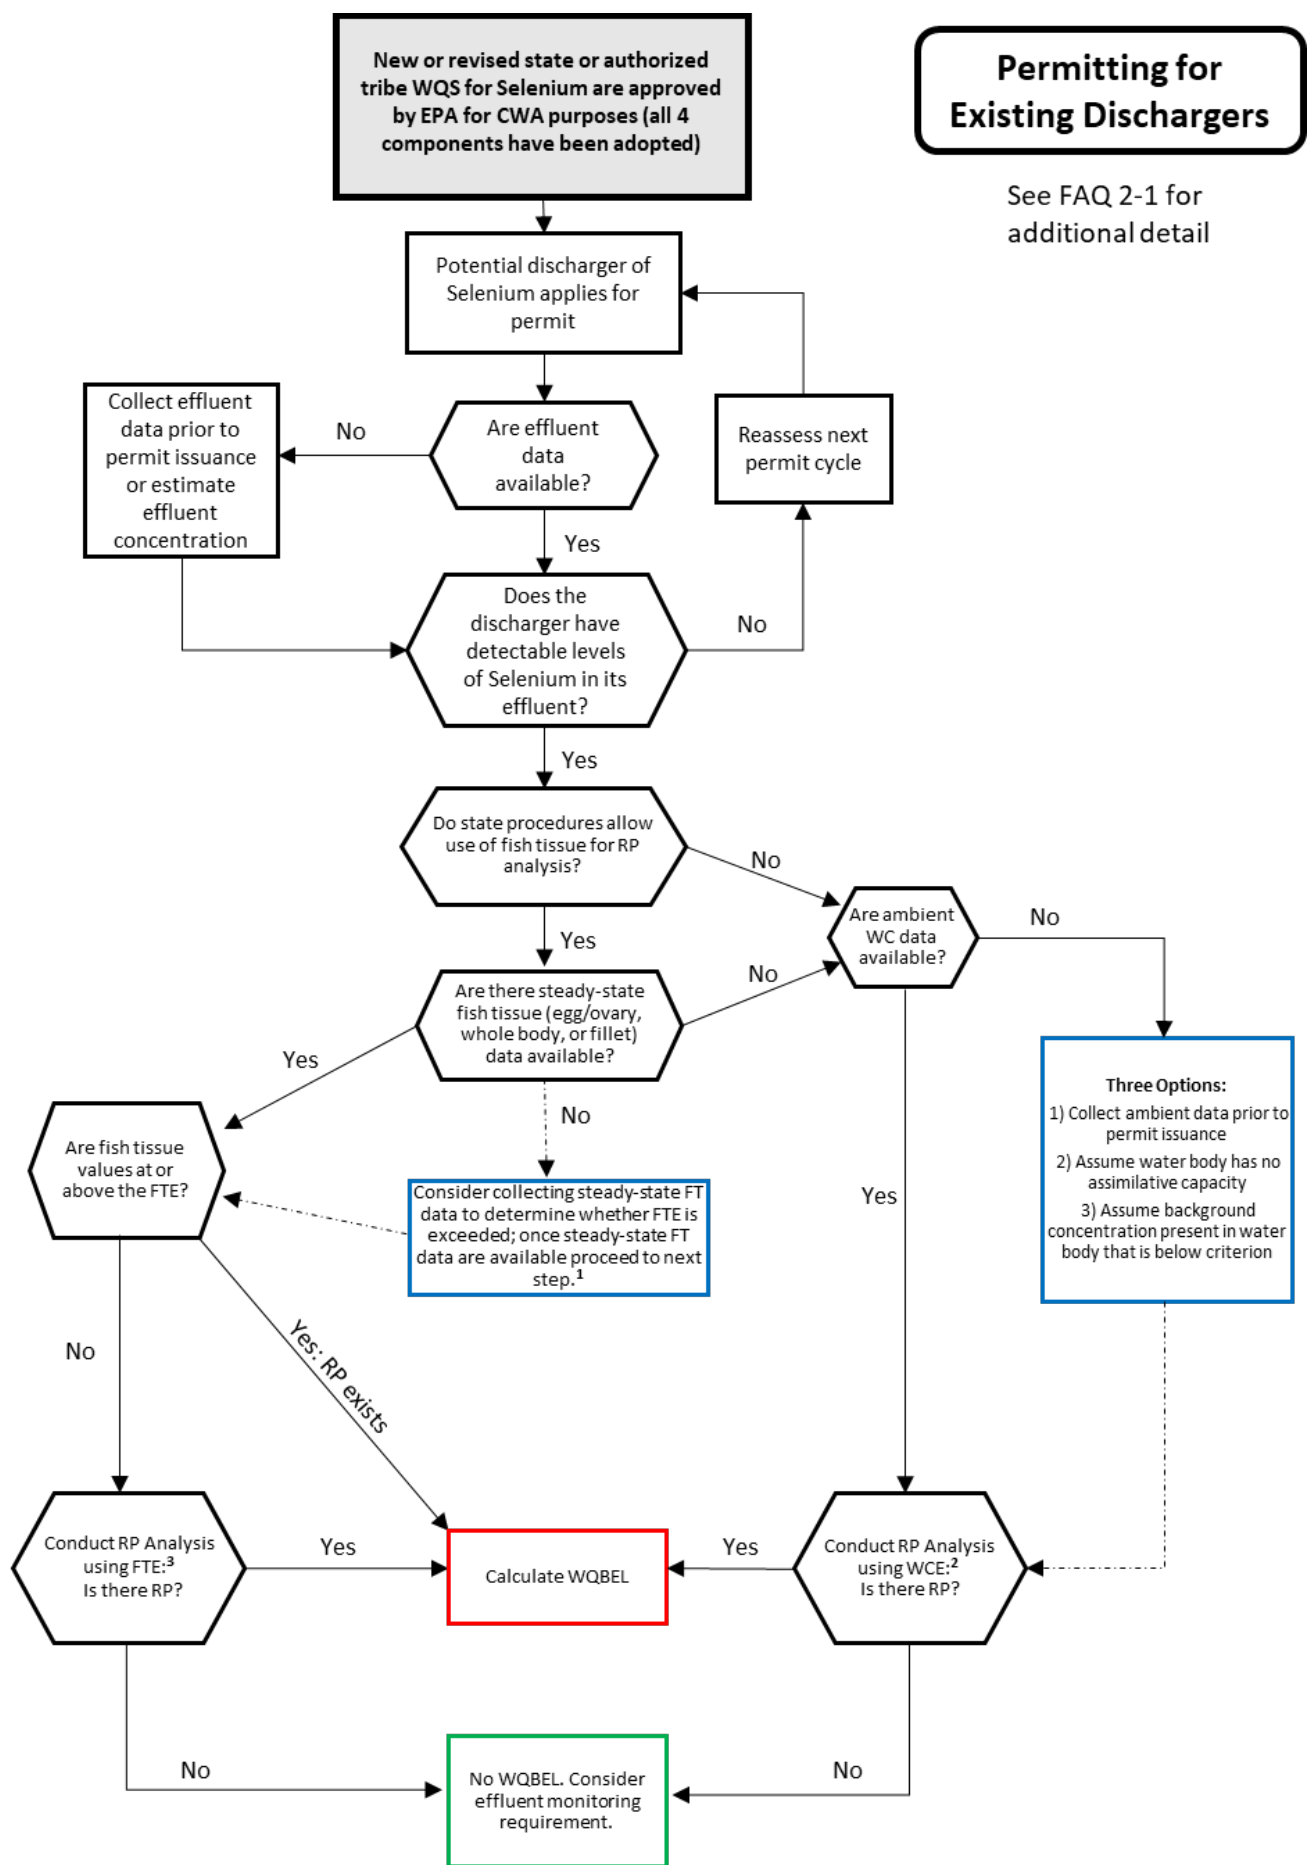 New or revised state or authorized
tribe WQS for Selenium are approved
by EPA for CWA purposes (all 4
components have been adopted)
Permitting for
Existing Dischargers
See FAQ 2-1 for
additional detail
Potential discharger of
Selenium applies for
permit
Collect effluent
data prior to
permit issuance
or estimate
effluent
concentration
No
Are effluent
data
available?
Reassess next
permit cycle
Yes
Does the
discharger have
detectable levels
of Selenium in its
effluent?
No
Yes
Do state procedures allow
use of fish tissue for RP
analysis?
No
Are ambient
WC data
available?
No
Yes
Are there steady-state
fish tissue (egg/ovary,
whole body, or fillet)
data available?
No
Yes
No
Three Options:
1) Collect ambient data prior to
permit issuance
2) Assume water body has no
assimilative capacity
3) Assume background
concentration present in water
body that is below criterion
Are fish tissue
values at or
above the FTE?
Consider collecting steady-state FT
data to determine whether FTE is
exceeded; once steady-state FT
data are available proceed to next
step.1
Yes
No
Yes: RP exists
Conduct RP Analysis
using FTE:3
Is there RP?
Yes
Calculate WQBEL
Yes
Conduct RP Analysis
using WCE:2
Is there RP?
No
No WQBEL. Consider
effluent monitoring
requirement.
No